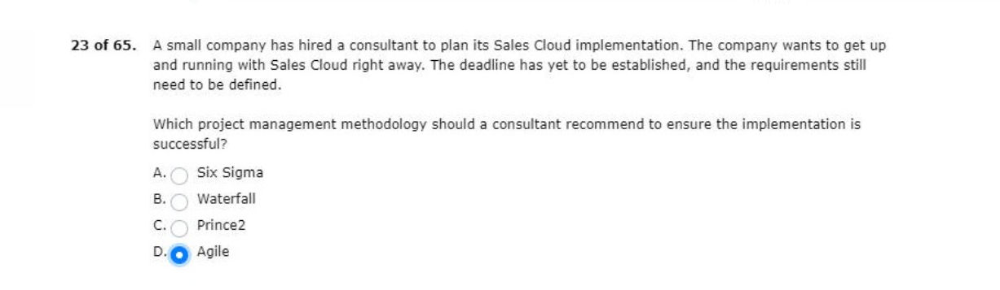 23 of 65. A small company has hired a consultant to plan its Sales Cloud implementation. The company wants to get up
and running with Sales Cloud right away. The deadline has yet to be established, and the requirements still
need to be defined.
Which project management methodology should a consultant recommend to ensure the implementation is
successful?
A. Six Sigma
B. Waterfall
C. Prince2
D. Agile